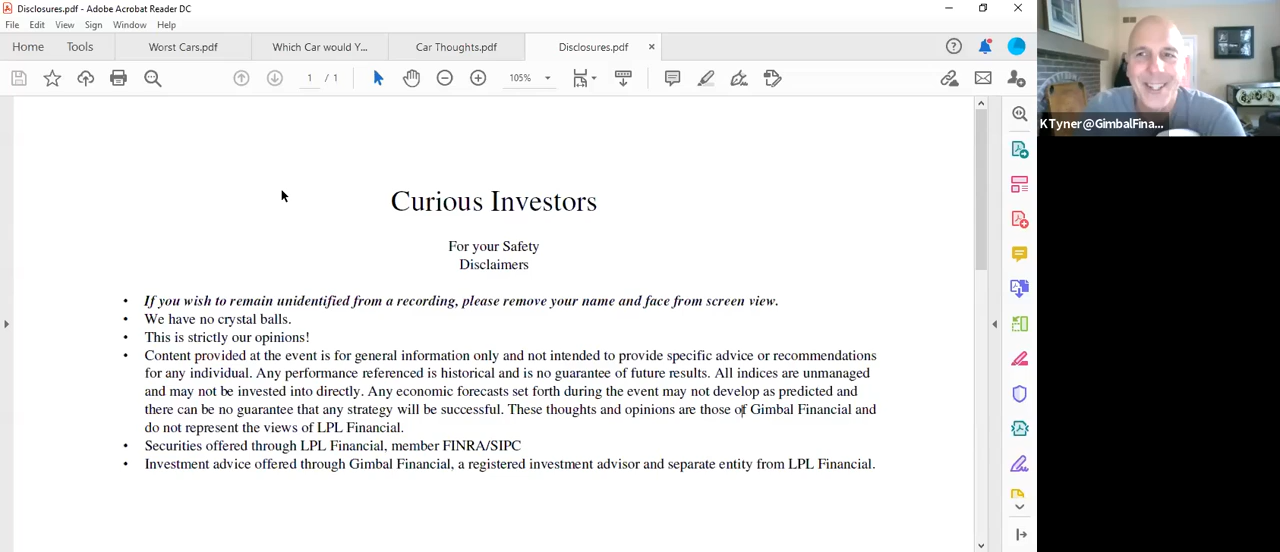 Disclosures.pdf - Adobe Acrobat Reader DC
File Edit View Sign Window Help
Home Tools Worst Cars.pdf Which Car would Y... Car Thoughts.pdf Disclosures.pdf
1 / 1 105%
KTyner@GimbalFina...
Curious Investors
For your Safety
Disclaimers
• If you wish to remain unidentified from a recording, please remove your name and face from screen view.
• We have no crystal balls.
• This is strictly our opinions!
• Content provided at the event is for general information only and not intended to provide specific advice or recommendations
for any individual. Any performance referenced is historical and is no guarantee of future results. All indices are unmanaged
and may not be invested into directly. Any economic forecasts set forth during the event may not develop as predicted and
there can be no guarantee that any strategy will be successful. These thoughts and opinions are those of Gimbal Financial and
do not represent the views of LPL Financial.
• Securities offered through LPL Financial, member FINRA/SIPC
• Investment advice offered through Gimbal Financial, a registered investment advisor and separate entity from LPL Financial.